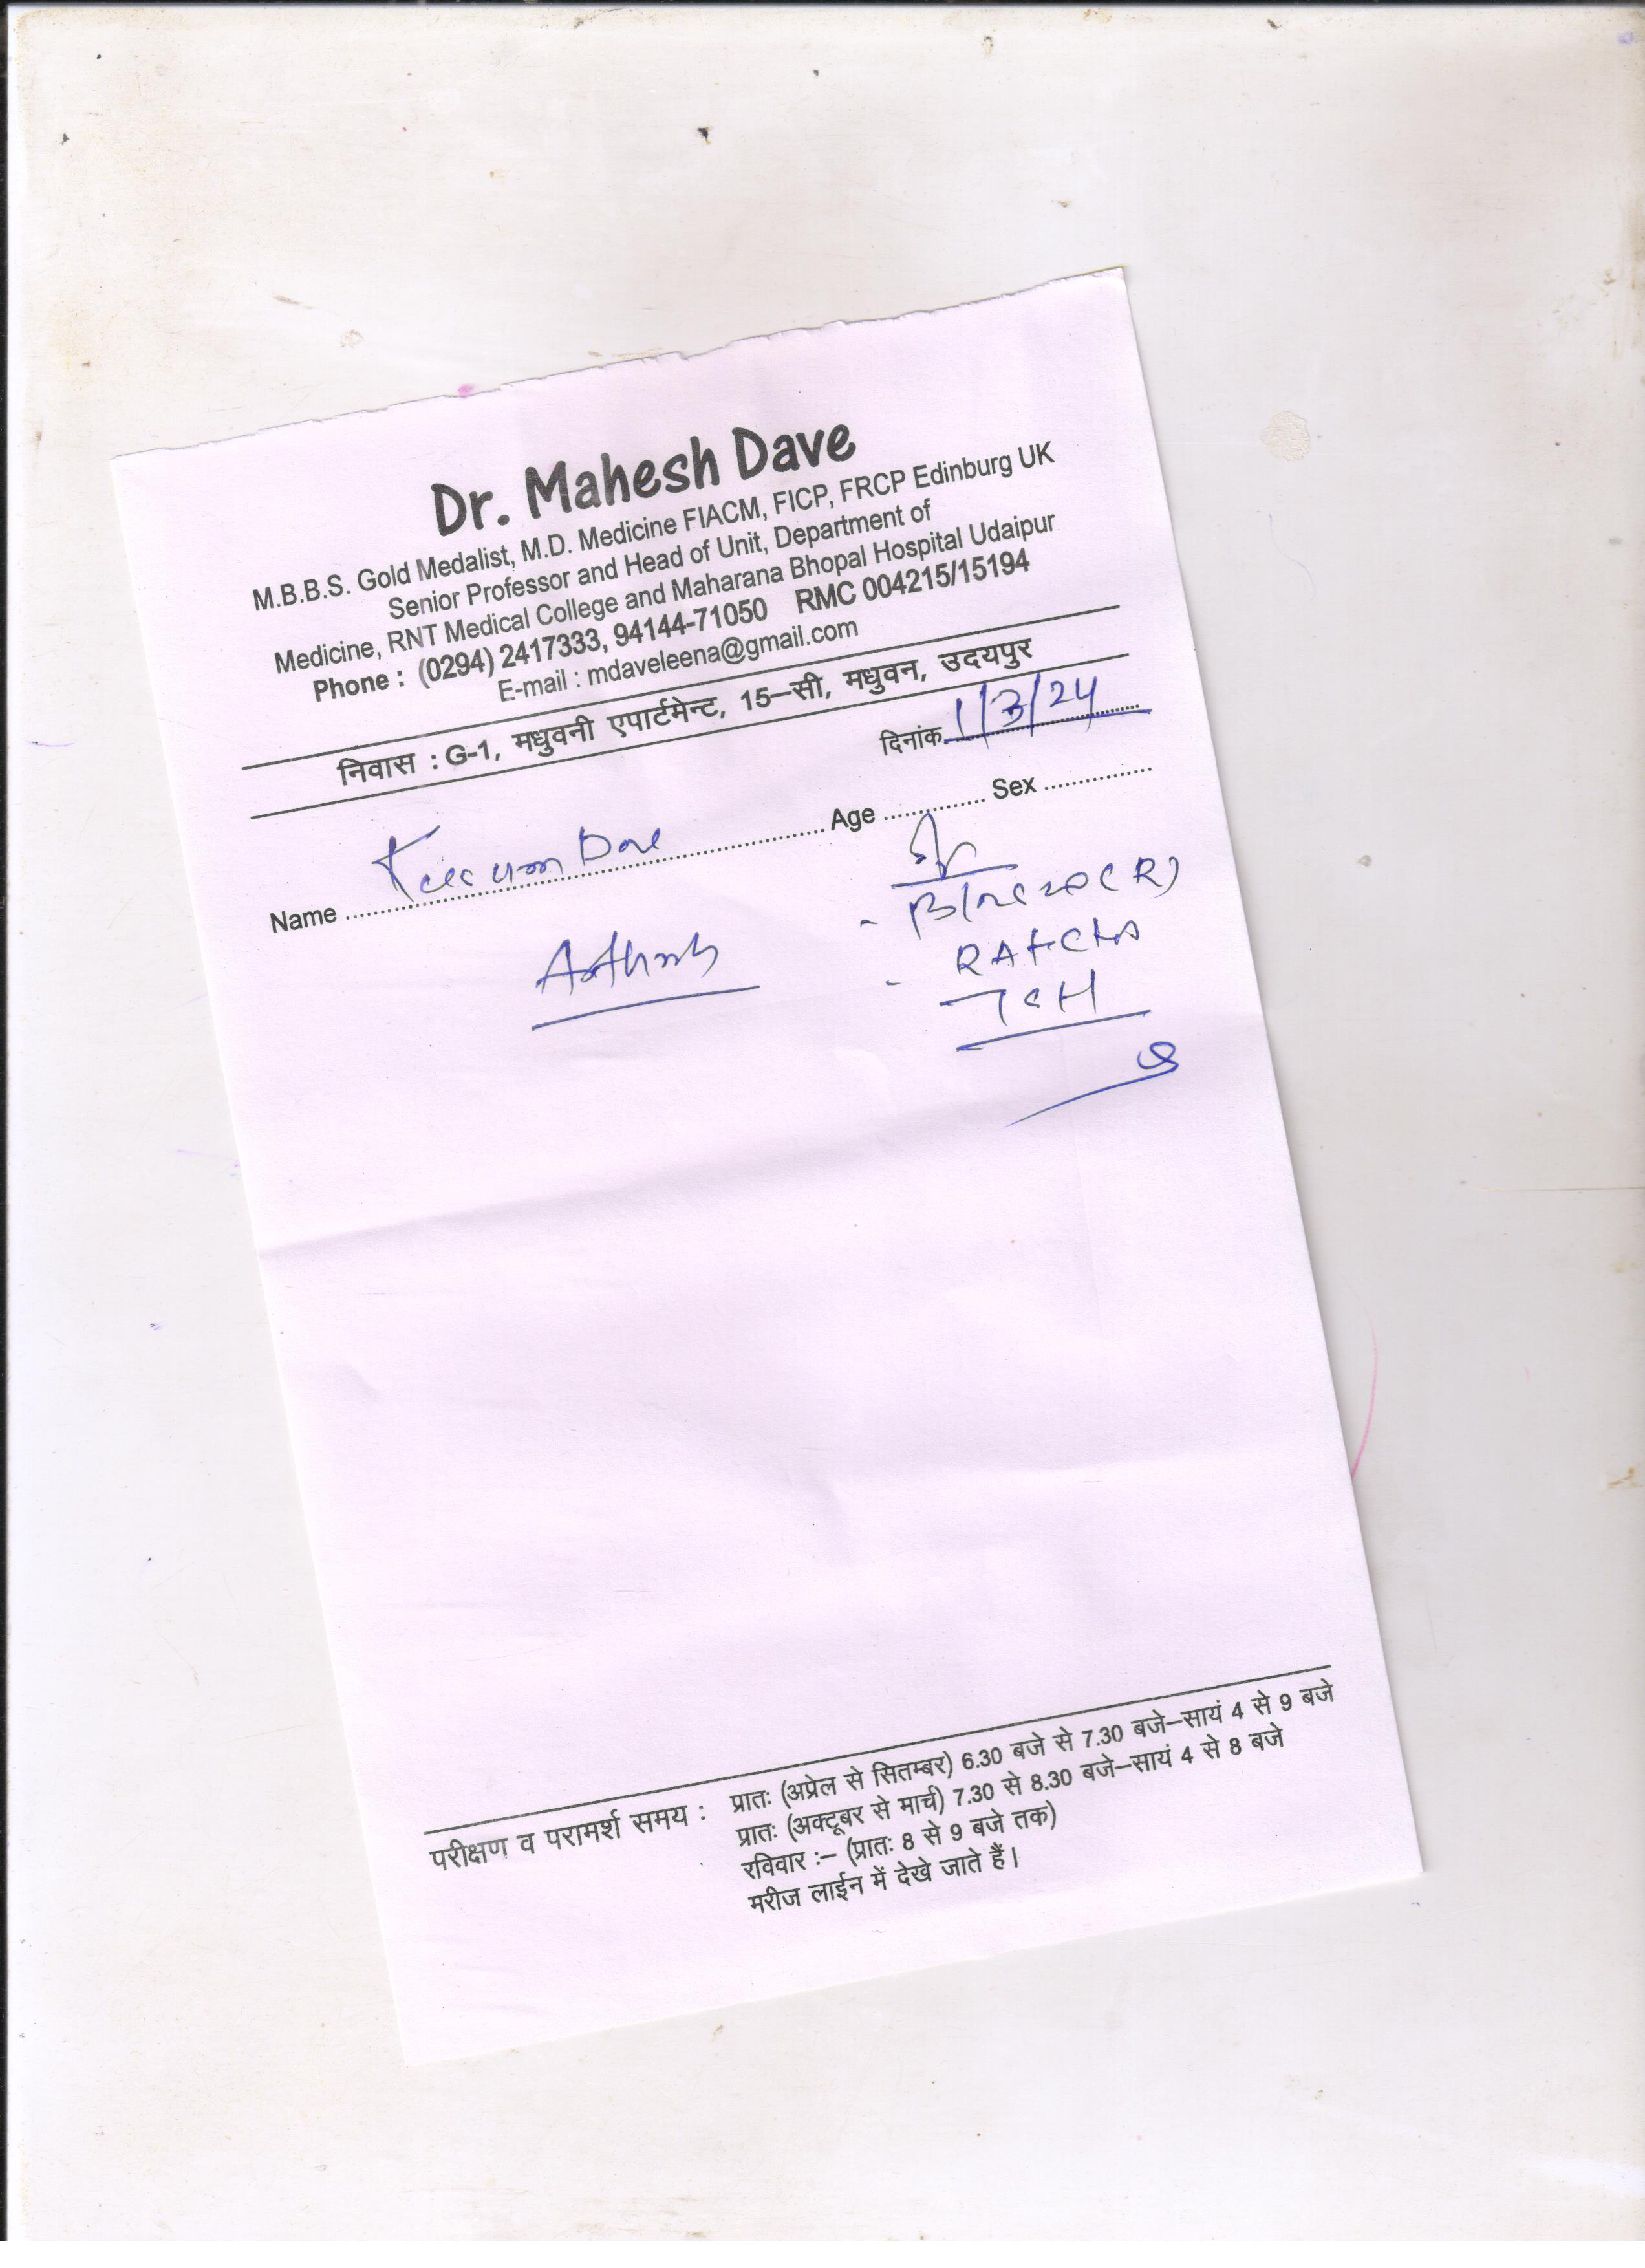 Dr. Mahesh Dave
M.B.B.S. Gold Medalist, M.D. Medicine FIACM, FICP, FRCP Edinburg UK
Senior Professor and Head of Unit, Department of
Medicine, RNT Medical College and Maharana Bhopal Hospital Udaipur
Phone : (0294) 2417333, 94144-71050 RMC 004215/15194
E-mail : mdaveleena@gmail.com
निवास : G-1, मधुवनी एपार्टमेन्ट, 15–सी, मधुवन, उदयपुर
दिनांक 1/3/24
Name Age Sex
परीक्षण व परामर्श समय : प्रातः (अप्रेल से सितम्बर) 6.30 बजे से 7.30 बजे–सायं 4 से 9 बजे
प्रातः (अक्टूबर से मार्च) 7.30 से 8.30 बजे–सायं 4 से 8 बजे
रविवार :– (प्रातः 8 से 9 बजे तक)
मरीज लाईन में देखे जाते हैं।